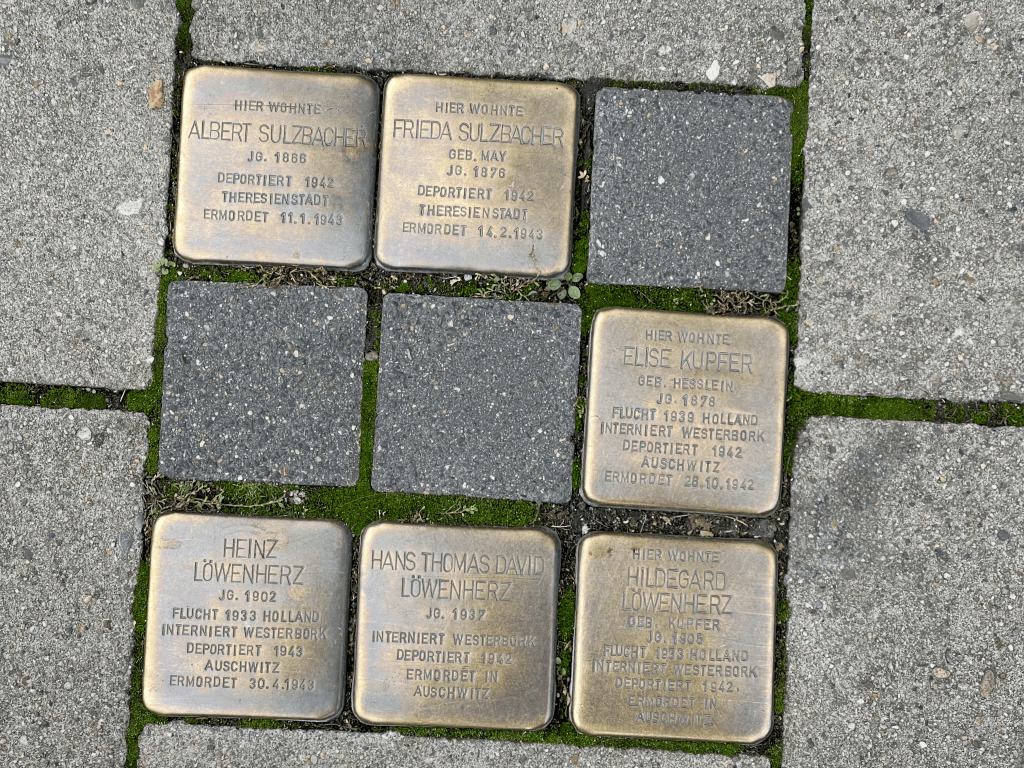 HIER WOHNTE
ALBERT SULZBACHER
JG. 1866
DEPORTIERT 1942
THERESIENSTADT
ERMORDET 11.1.1943
HIER WOHNTE
FRIEDA SULZBACHER
GEB. MAY
JG. 1876
DEPORTIERT 1942
THERESIENSTADT
ERMORDET 14.2.1943
HIER WOHNTE
ELISE KUPFER
GEB. HESSLEIN
JG. 1878
FLUCHT 1939 HOLLAND
INTERNIERT WESTERBORK
DEPORTIERT 1942
AUSCHWITZ
ERMORDET 26.10.1942
HEINZ
LÖWENHERZ
JG. 1902
FLUCHT 1933 HOLLAND
INTERNIERT WESTERBORK
DEPORTIERT 1943
AUSCHWITZ
ERMORDET 30.4.1943
HANS THOMAS DAVID
LÖWENHERZ
JG. 1937
INTERNIERT WESTERBORK
DEPORTIERT 1942
ERMORDET IN
AUSCHWITZ
HIER WOHNTE
HILDEGARD
LÖWENHERZ
GEB. KUPFER
JG. 1905
FLUCHT 1933 HOLLAND
INTERNIERT WESTERBORK
DEPORTIERT 1942
ERMORDET IN
AUSCHWITZ